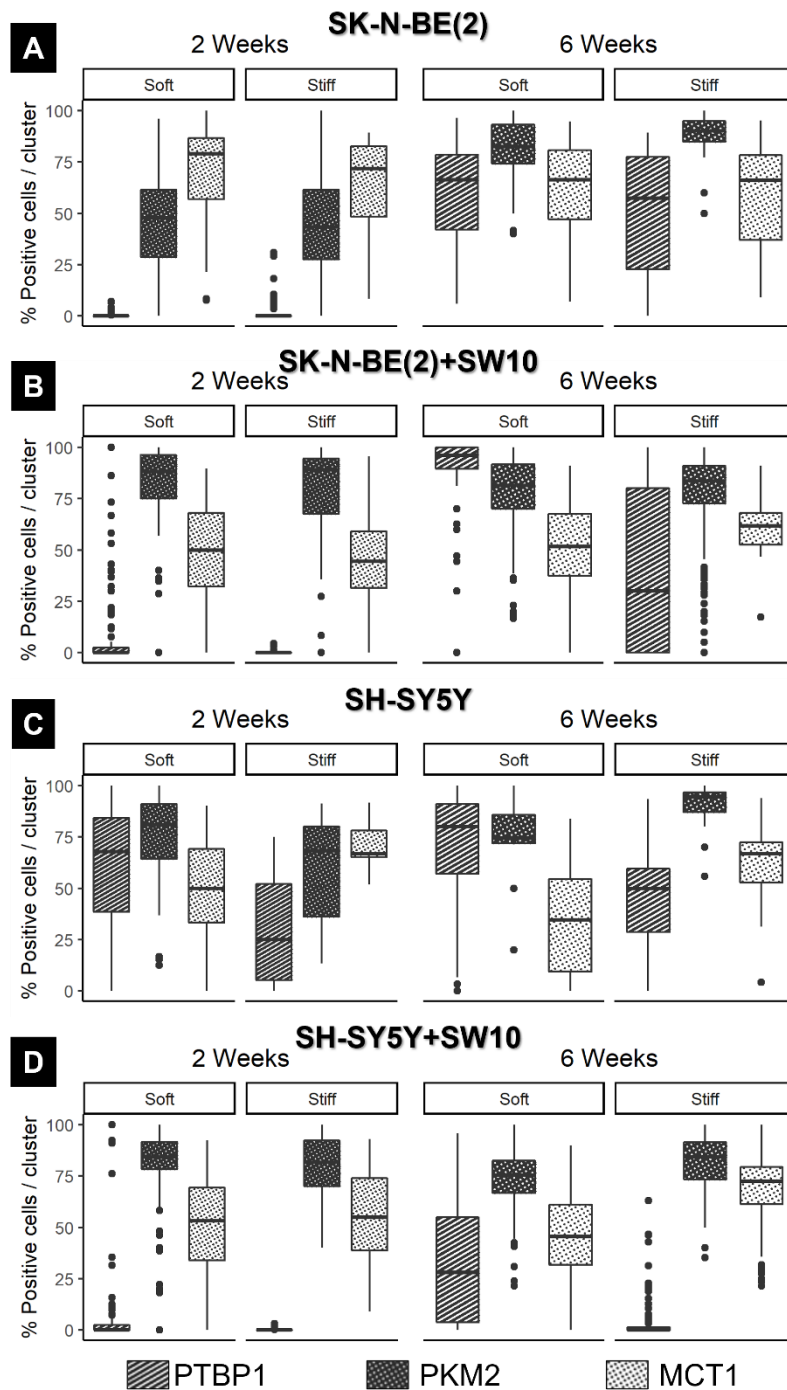 SK-N-BE(2)
A
2 Weeks
6 Weeks
Soft
Stiff
Soft
Stiff
% Positive cells / cluster
100
75
50
25
0
SK-N-BE(2)+SW10
B
2 Weeks
6 Weeks
Soft
Stiff
Soft
Stiff
% Positive cells / cluster
100
75
50
25
0
SH-SY5Y
C
2 Weeks
6 Weeks
Soft
Stiff
Soft
Stiff
% Positive cells / cluster
100
75
50
25
0
SH-SY5Y+SW10
D
2 Weeks
6 Weeks
Soft
Stiff
Soft
Stiff
% Positive cells / cluster
100
75
50
25
0
PTBP1 PKM2 MCT1